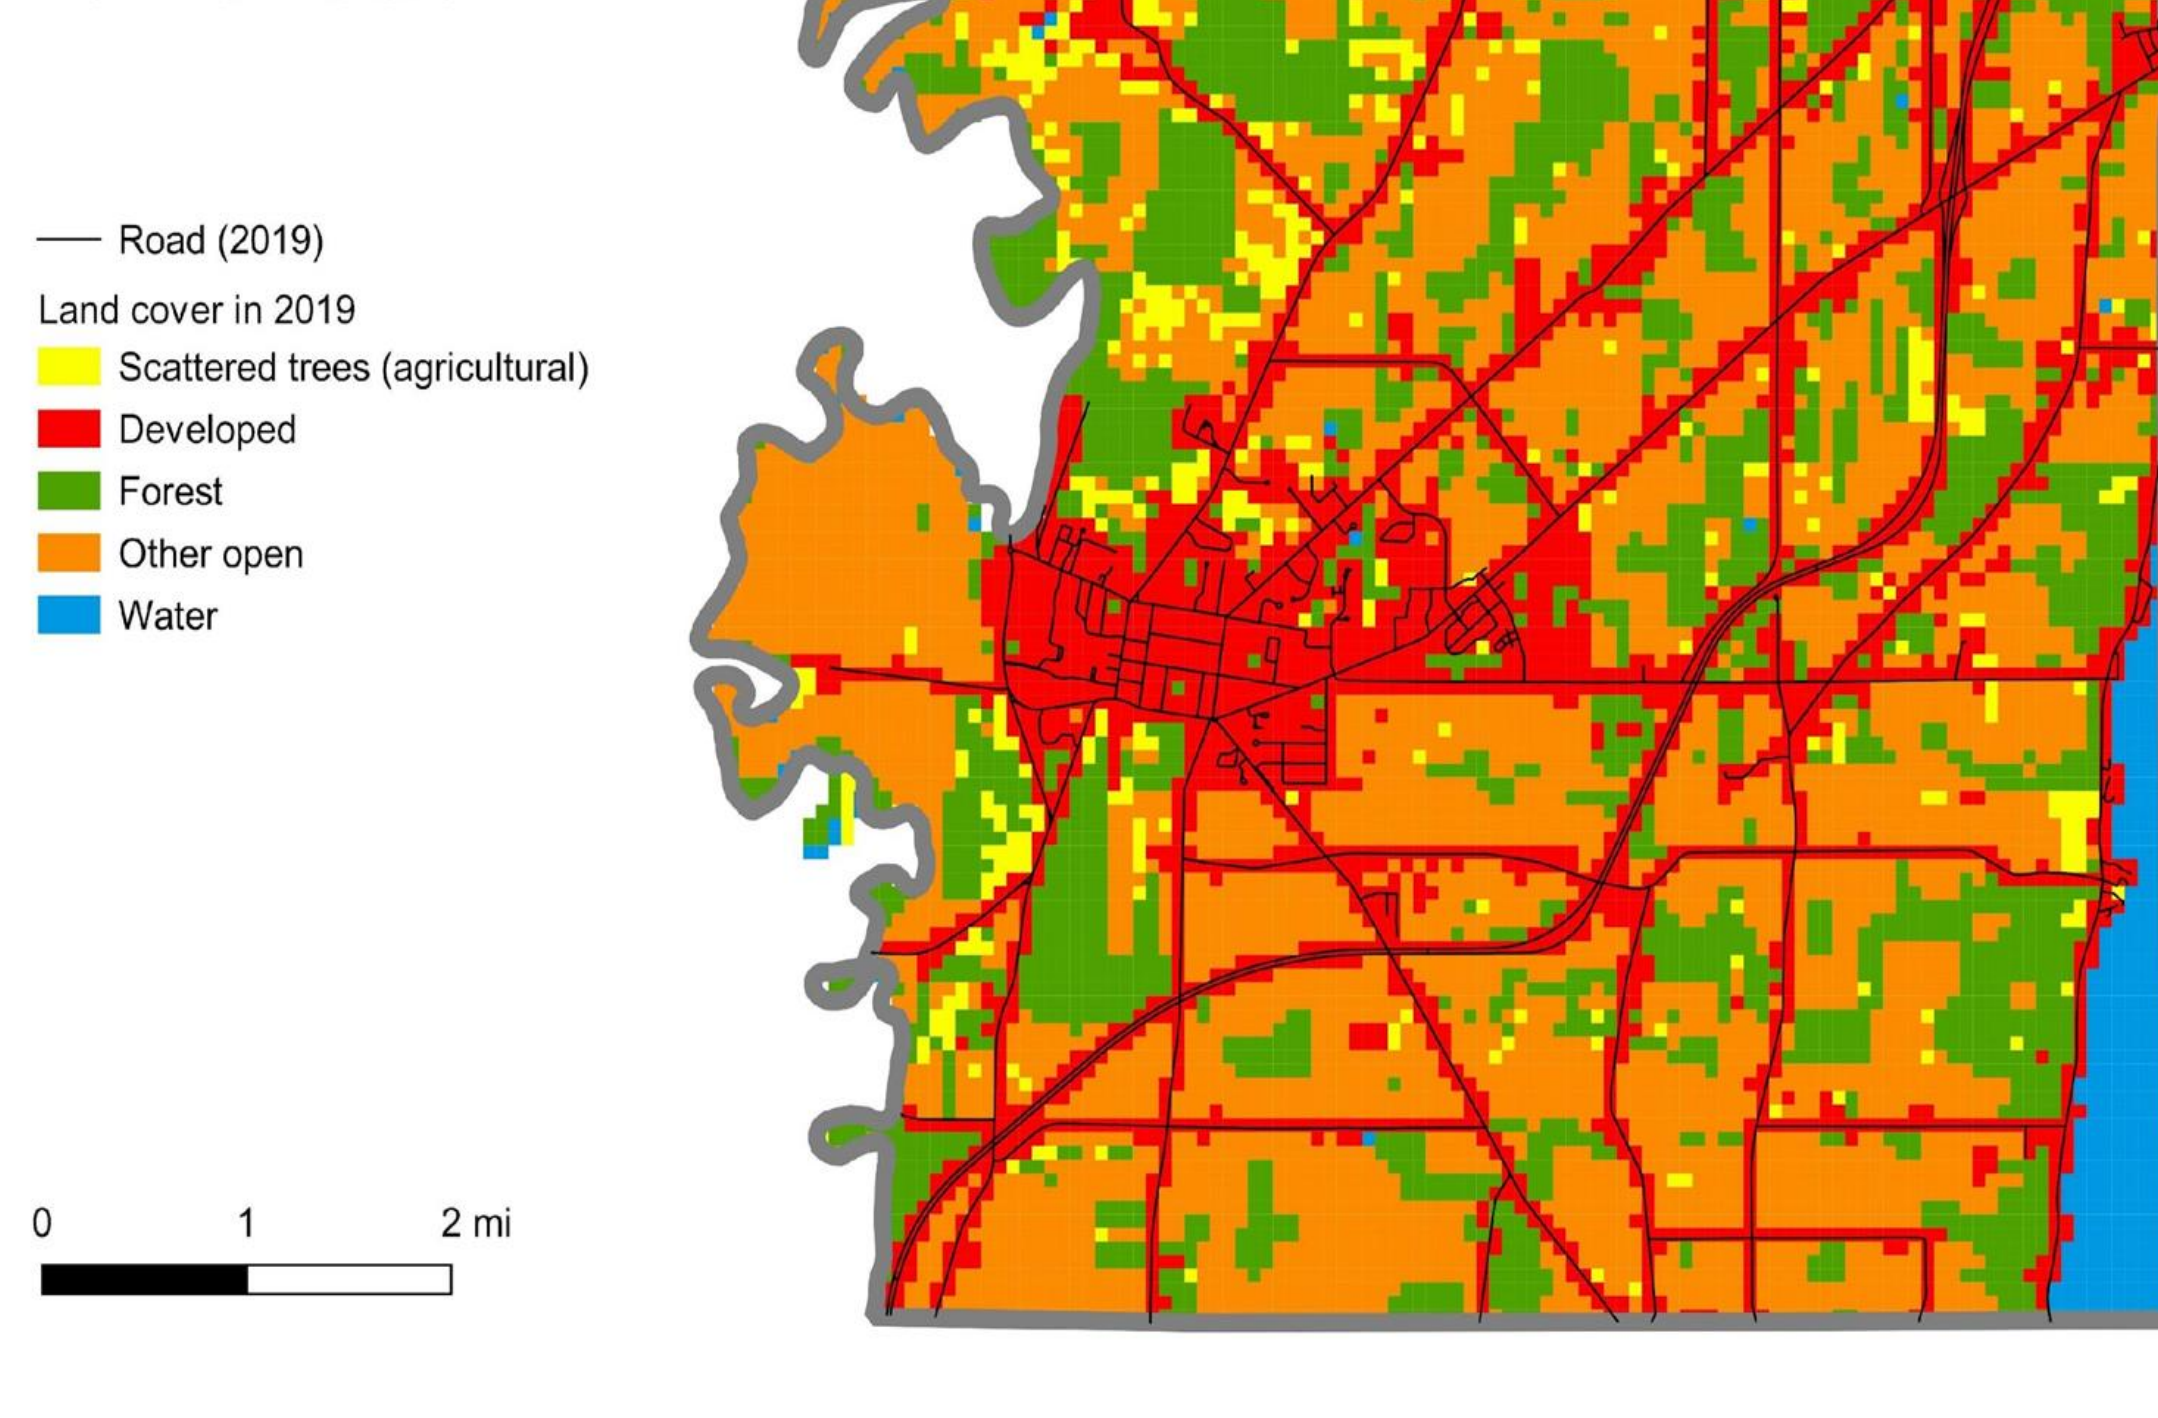 Road (2019)
Land cover in 2019
Scattered trees (agricultural)
Developed
Forest
Other open
Water
0 1 2 mi